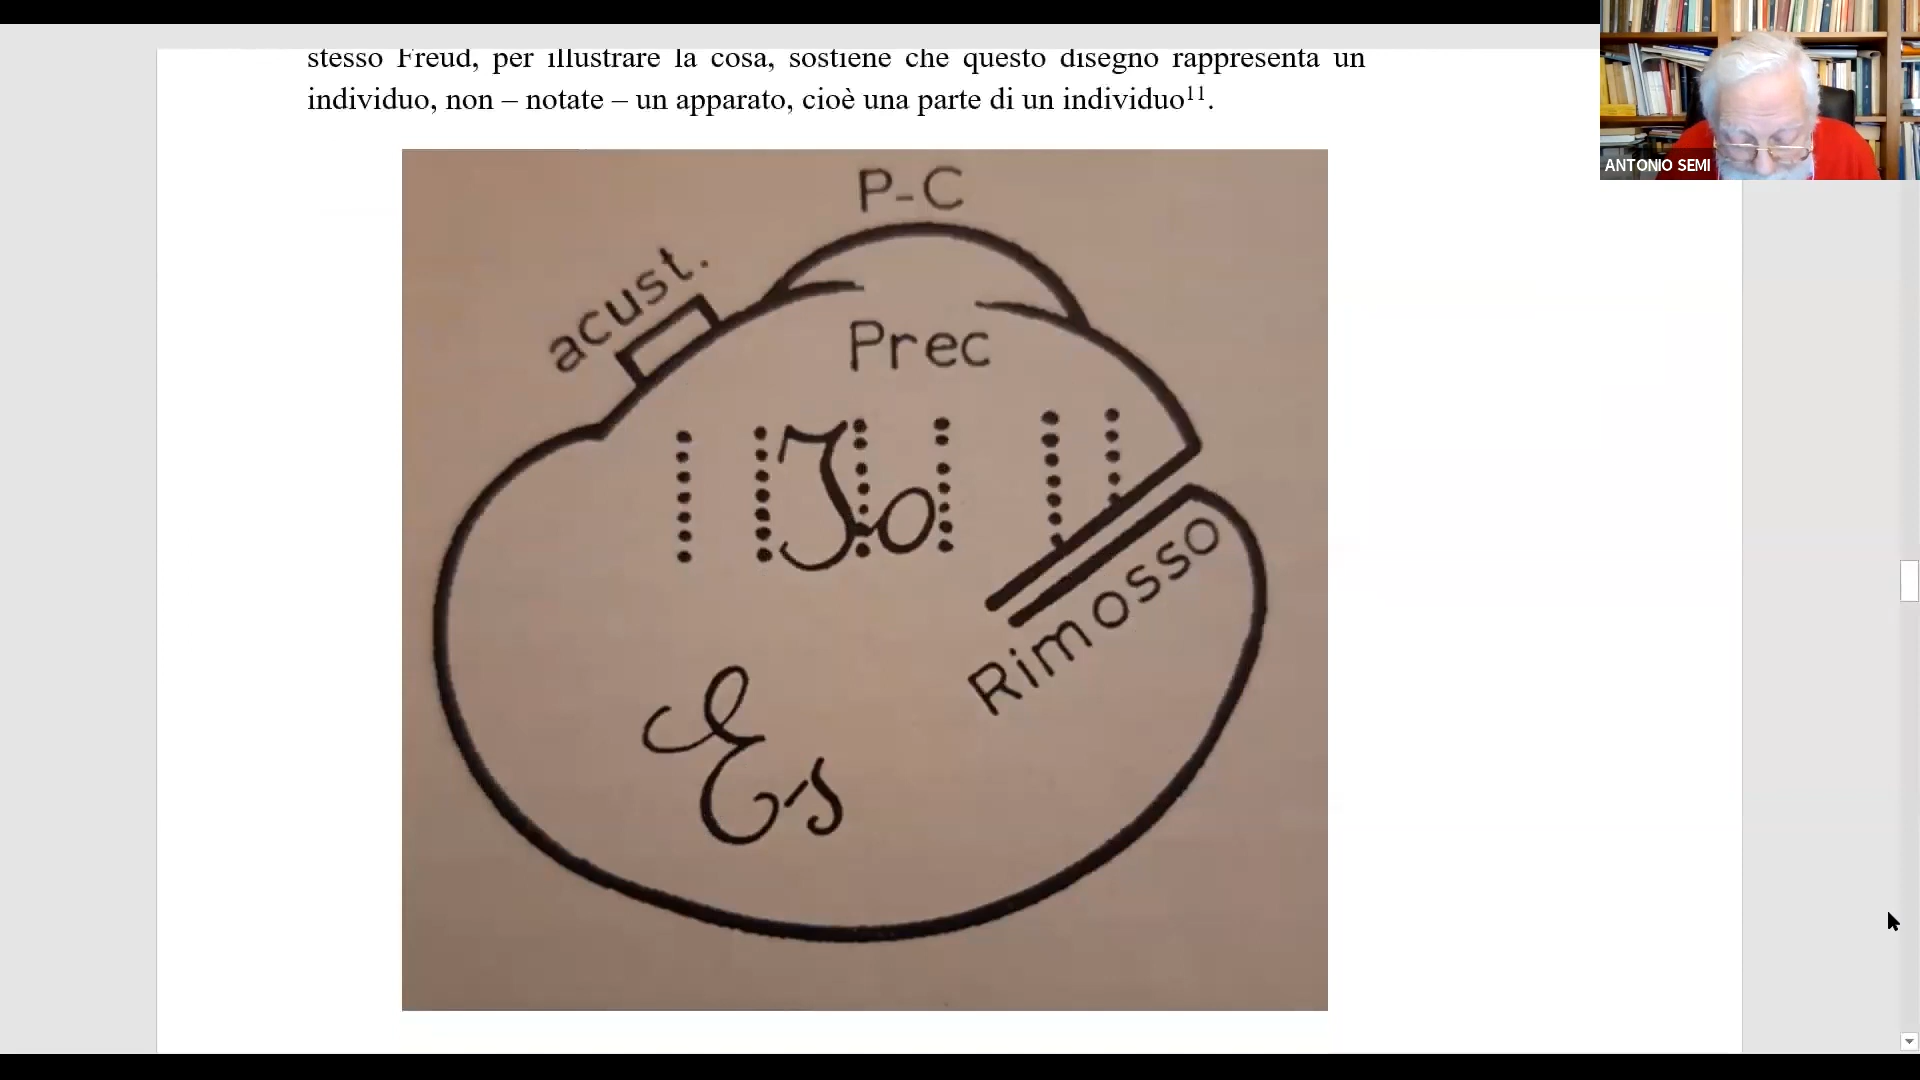 stesso Freud, per illustrare la cosa, sostiene che questo disegno rappresenta un
individuo, non – notate – un apparato, cioè una parte di un individuo¹¹.
ANTONIO SEMI
P-C
acust.
Prec
Io
Rimosso
Es